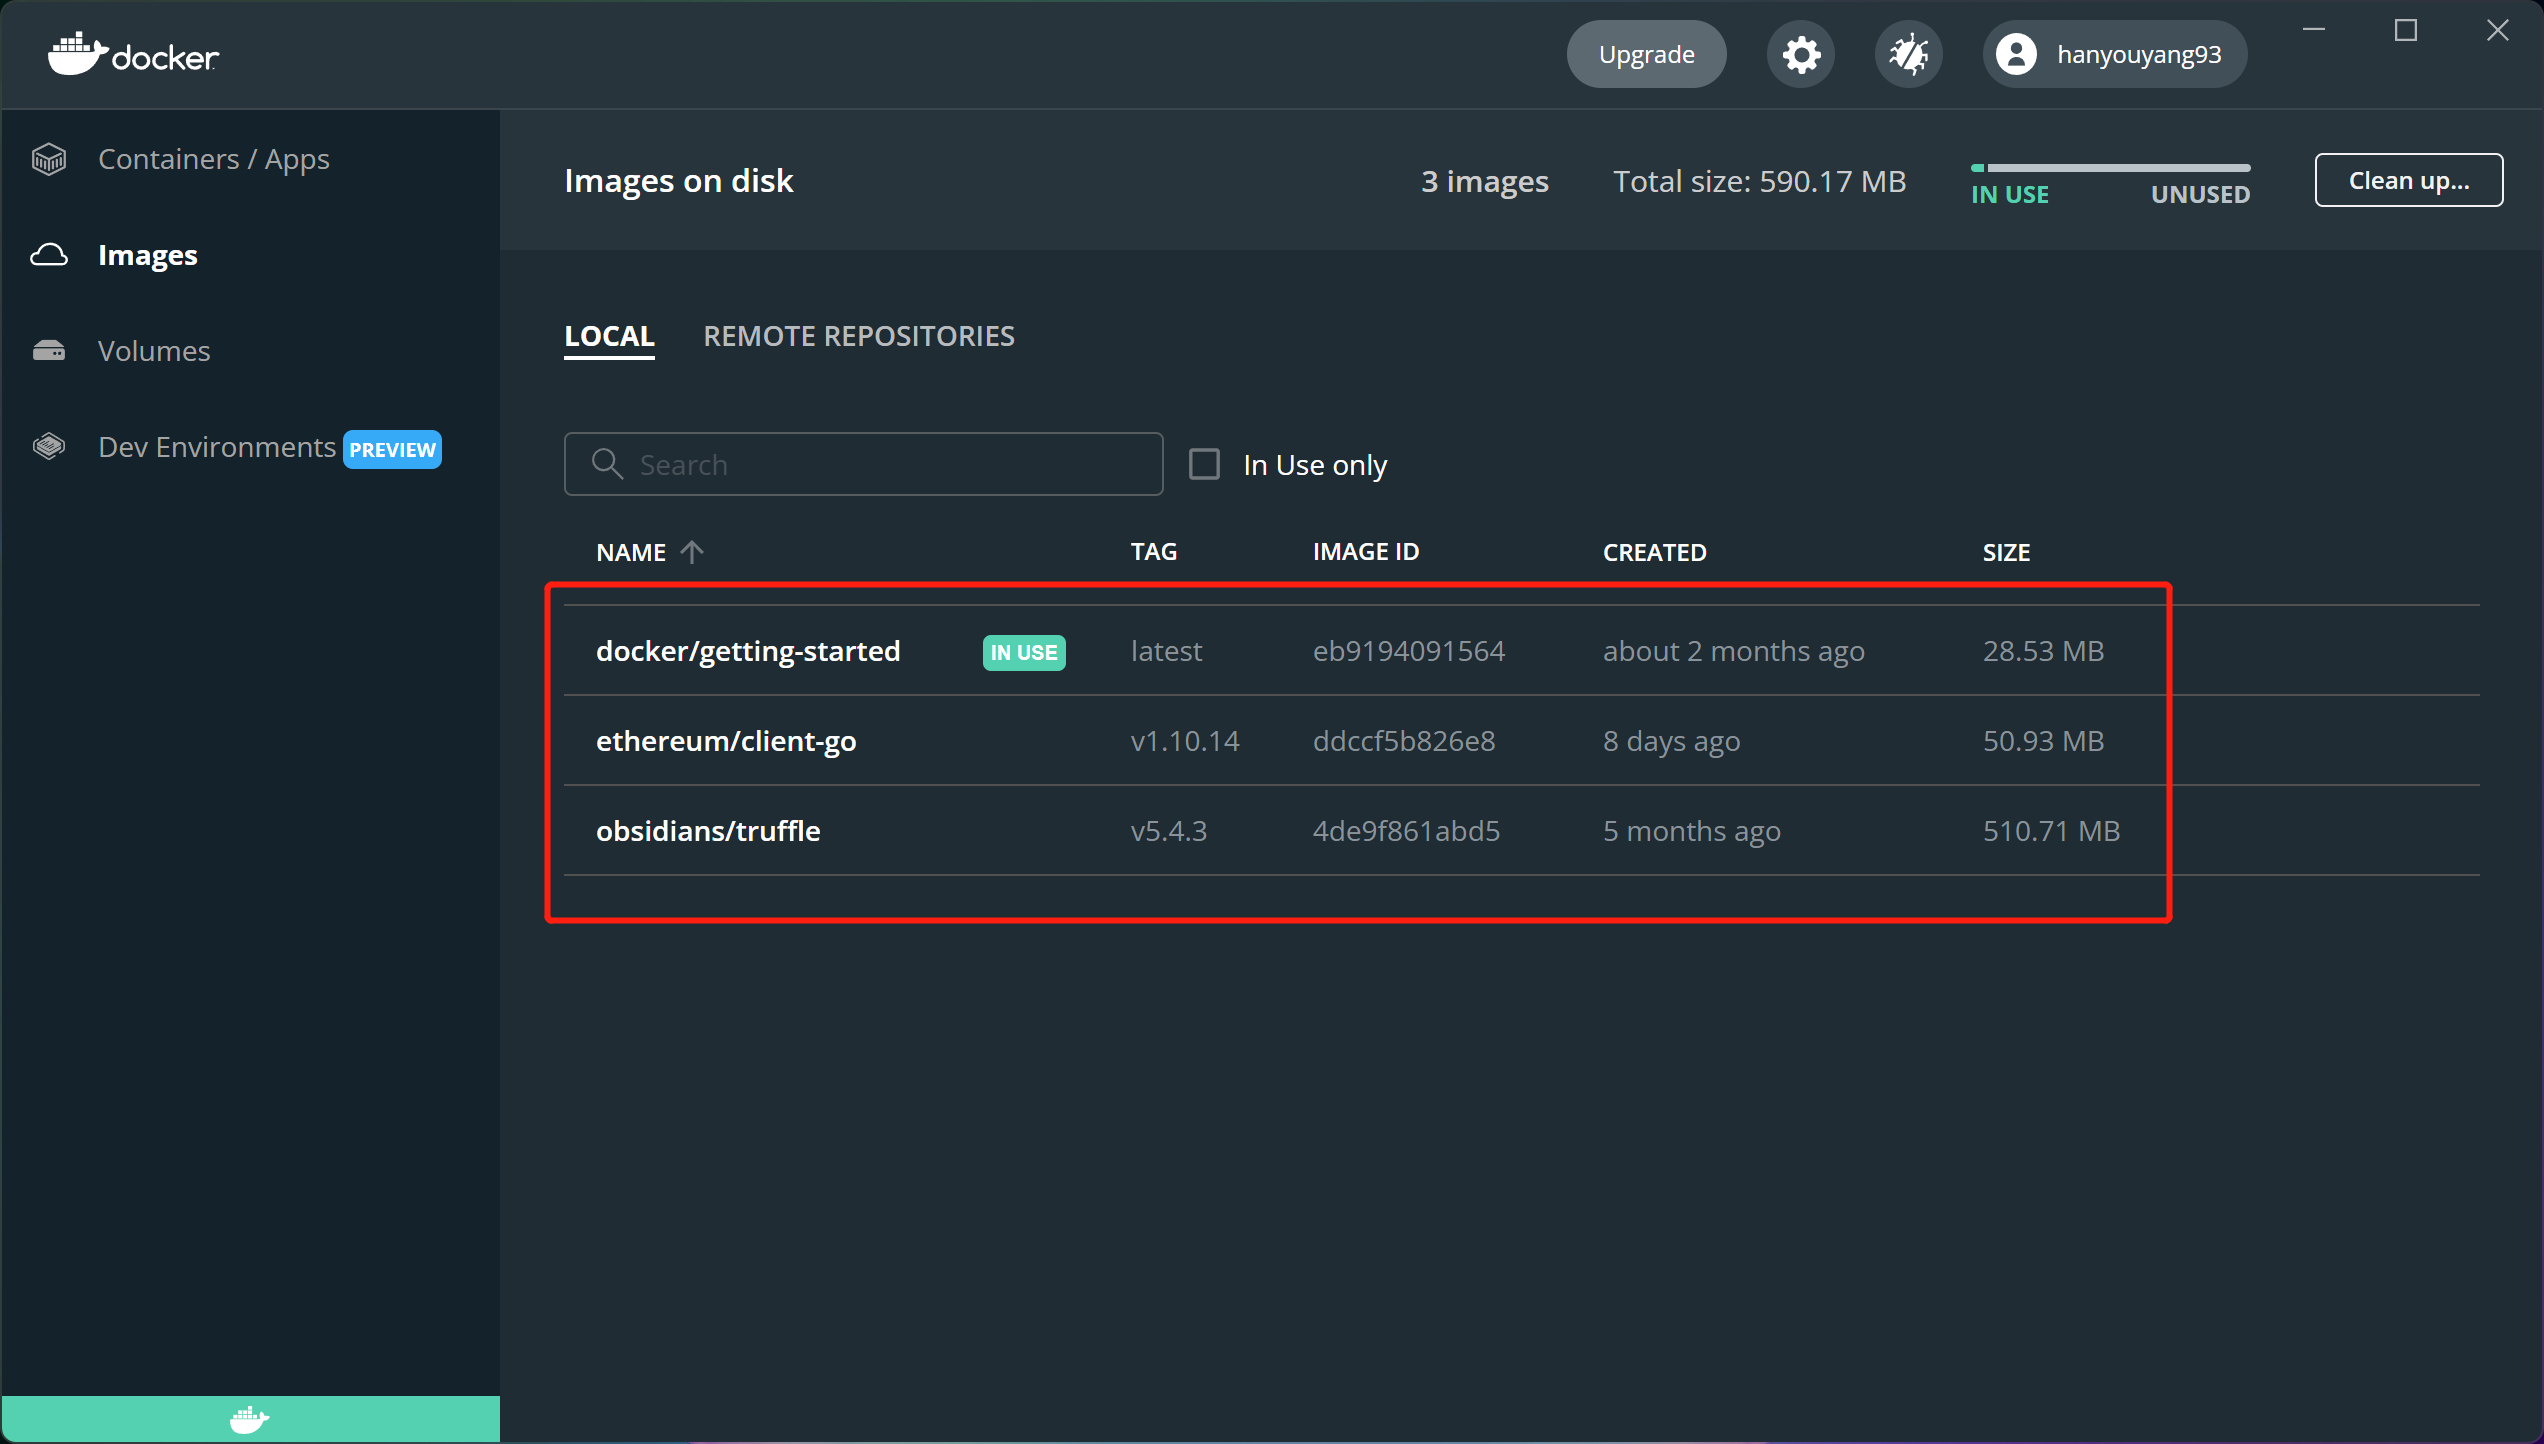 docker
Upgrade
hanyouyang93
Containers / Apps
Images
Volumes
Dev Environments PREVIEW
Images on disk
3 images
Total size: 590.17 MB
IN USE UNUSED
Clean up...
LOCAL REMOTE REPOSITORIES
Search
In Use only
NAME TAG IMAGE ID CREATED SIZE
docker/getting-started IN USE latest eb9194091564 about 2 months ago 28.53 MB
ethereum/client-go v1.10.14 ddccf5b826e8 8 days ago 50.93 MB
obsidians/truffle v5.4.3 4de9f861abd5 5 months ago 510.71 MB